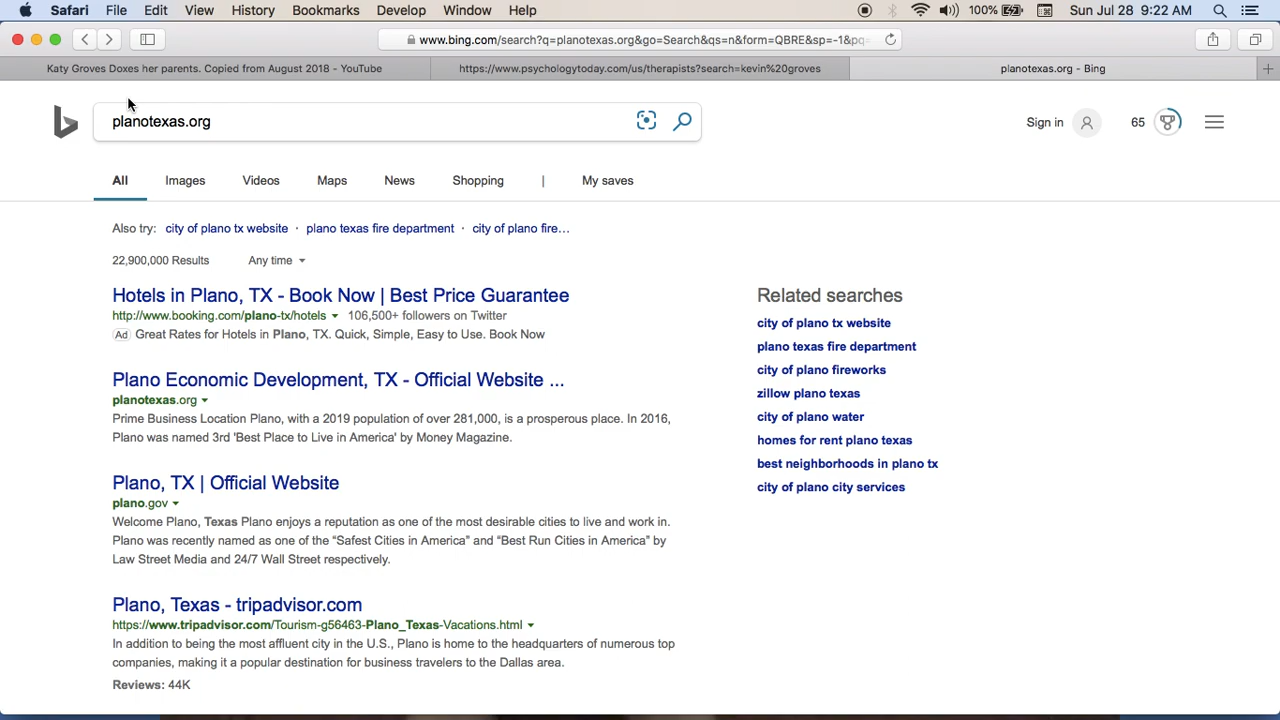 Safari File Edit View History Bookmarks Develop Window Help 100% Sun Jul 28 9:22 AM
www.bing.com/search?q=planotexas.org&go=Search&qs=n&form=QBRE&sp=-1&pq=
Katy Groves Doxes her parents. Copied from August 2018 - YouTube https://www.psychologytoday.com/us/therapists?search=kevin%20groves planotexas.org - Bing
planotexas.org
Sign in 65
All Images Videos Maps News Shopping | My saves
Also try: city of plano tx website · plano texas fire department · city of plano fire...
22,900,000 Results Any time
Hotels in Plano, TX - Book Now | Best Price Guarantee
http://www.booking.com/plano-tx/hotels 106,500+ followers on Twitter
Ad Great Rates for Hotels in Plano, TX. Quick, Simple, Easy to Use. Book Now
Plano Economic Development, TX - Official Website ...
planotexas.org
Prime Business Location Plano, with a 2019 population of over 281,000, is a prosperous place. In 2016,
Plano was named 3rd 'Best Place to Live in America' by Money Magazine.
Plano, TX | Official Website
plano.gov
Welcome Plano, Texas Plano enjoys a reputation as one of the most desirable cities to live and work in.
Plano was recently named as one of the "Safest Cities in America" and "Best Run Cities in America" by
Law Street Media and 24/7 Wall Street respectively.
Plano, Texas - tripadvisor.com
https://www.tripadvisor.com/Tourism-g56463-Plano_Texas-Vacations.html
In addition to being the most affluent city in the U.S., Plano is home to the headquarters of numerous top
companies, making it a popular destination for business travelers to the Dallas area.
Reviews: 44K
Related searches
city of plano tx website
plano texas fire department
city of plano fireworks
zillow plano texas
city of plano water
homes for rent plano texas
best neighborhoods in plano tx
city of plano city services